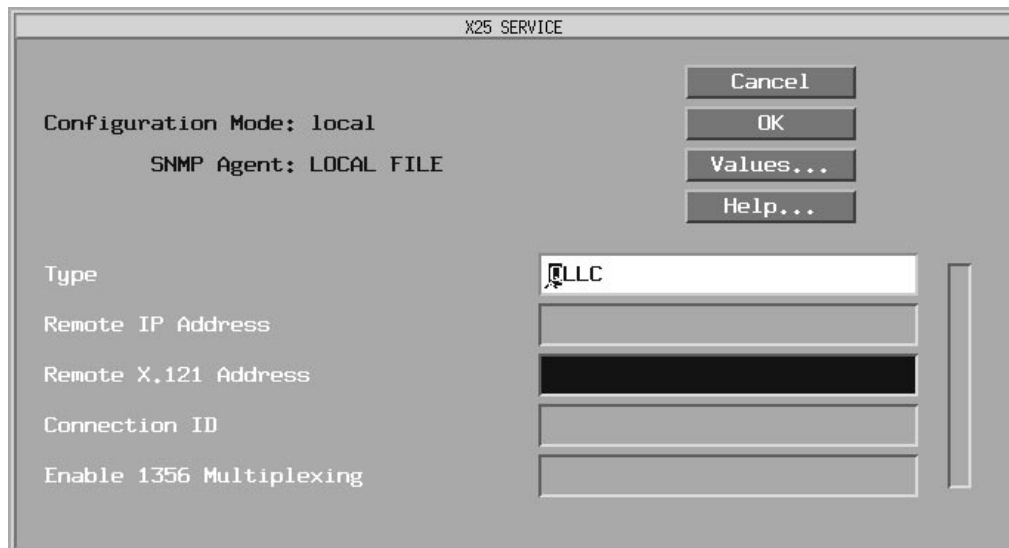 X25 SERVICE
Cancel
Configuration Mode: local
OK
SNMP Agent: LOCAL FILE
Values...
Help...
Type
QLLC
Remote IP Address
Remote X.121 Address
Connection ID
Enable 1356 Multiplexing